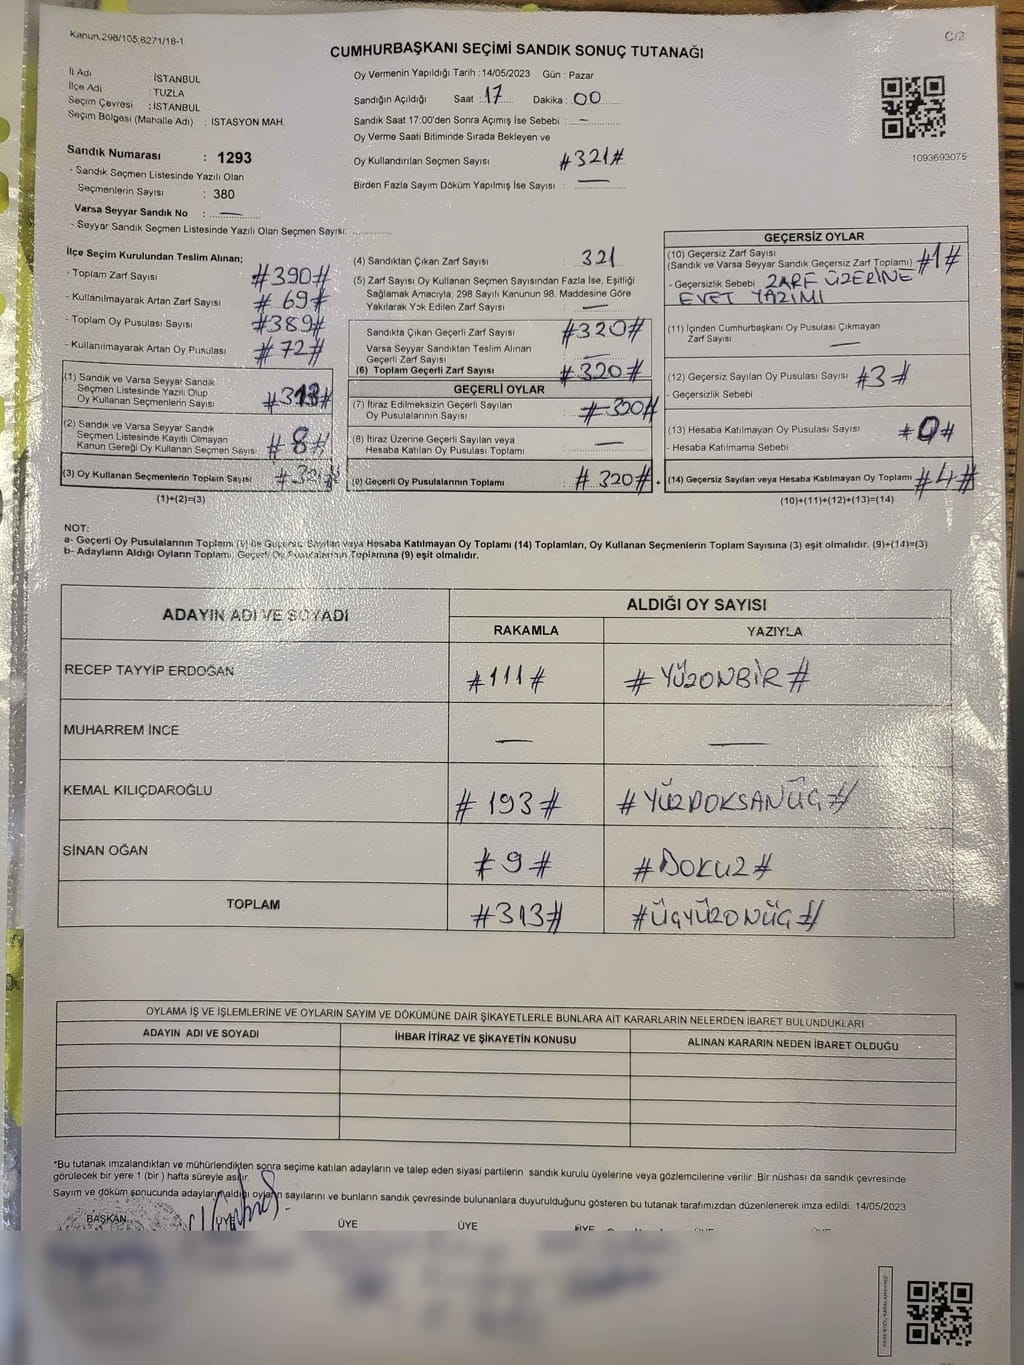 Kanun,298/105,6271/18-1
C/2
CUMHURBAŞKANI SEÇİMİ SANDIK SONUÇ TUTANAĞI
İl Adı : İSTANBUL
İlçe Adı : TUZLA
Seçim Çevresi : İSTANBUL
Seçim Bölgesi (Mahalle Adı) : İSTASYON MAH.
Sandık Numarası : 1293
- Sandık Seçmen Listesinde Yazılı Olan
Seçmenlerin Sayısı : 380
Varsa Seyyar Sandık No : —
- Seyyar Sandık Seçmen Listesinde Yazılı Olan Seçmen Sayısı:
Oy Vermenin Yapıldığı Tarih : 14/05/2023 Gün : Pazar
Sandığın Açıldığı Saat : 17 Dakika : 00
Sandık Saat 17:00'den Sonra Açımış İse Sebebi : —
Oy Verme Saati Bitiminde Sırada Bekleyen ve
Oy Kullandırılan Seçmen Sayısı #321#
Birden Fazla Sayım Döküm Yapılmış İse Sayısı : —
1093693075
İlçe Seçim Kurulundan Teslim Alınan;
- Toplam Zarf Sayısı #390#
- Kullanılmayarak Artan Zarf Sayısı #69#
- Toplam Oy Pusulası Sayısı #389#
- Kullanılmayarak Artan Oy Pusulası #72#
(1) Sandık ve Varsa Seyyar Sandık
Seçmen Listesinde Yazılı Olup
Oy Kullanan Seçmenlerin Sayısı #313#
(2) Sandık ve Varsa Seyyar Sandık
Seçmen Listesinde Kayıtlı Olmayan
Kanun Gereği Oy Kullanan Seçmen Sayısı #8#
(3) Oy Kullanan Seçmenlerin Toplam Sayısı #321#
(1)+(2)=(3)
(4) Sandıktan Çıkan Zarf Sayısı : 321
(5) Zarf Sayısı Oy Kullanan Seçmen Sayısından Fazla İse, Eşitliği
Sağlamak Amacıyla, 298 Sayılı Kanunun 98. Maddesine Göre
Yakılarak Yok Edilen Zarf Sayısı : —
Sandıkta Çıkan Geçerli Zarf Sayısı #320#
Varsa Seyyar Sandıktan Teslim Alınan
Geçerli Zarf Sayısı : —
(6) Toplam Geçerli Zarf Sayısı #320#
GEÇERLİ OYLAR
(7) İtiraz Edilmeksizin Geçerli Sayılan
Oy Pusulalarının Sayısı : #320#
(8) İtiraz Üzerine Geçerli Sayılan veya
Hesaba Katılan Oy Pusulası Toplamı : —
(9) Geçerli Oy Pusulalarının Toplamı : #320# +
GEÇERSİZ OYLAR
(10) Geçersiz Zarf Sayısı
(Sandık ve Varsa Seyyar Sandık Geçersiz Zarf Toplamı) #1#
- Geçersizlik Sebebi ZARF ÜZERİNE
EVET YAZIMI
(11) İçinden Cumhurbaşkanı Oy Pusulası Çıkmayan
Zarf Sayısı : —
(12) Geçersiz Sayılan Oy Pusulası Sayısı : #3#
- Geçersizlik Sebebi
(13) Hesaba Katılmayan Oy Pusulası Sayısı #0#
- Hesaba Katılmama Sebebi :
(14) Geçersiz Sayılan veya Hesaba Katılmayan Oy Toplamı #4#
(10)+(11)+(12)+(13)=(14)
NOT:
a- Geçerli Oy Pusulalarının Toplamı (9) ile Geçersiz Sayılan veya Hesaba Katılmayan Oy Toplamı (14) Toplamları, Oy Kullanan Seçmenlerin Toplam Sayısına (3) eşit olmalıdır. (9)+(14)=(3)
b- Adayların Aldığı Oyların Toplamı, Geçerli Oy Pusulalarının Toplamına (9) eşit olmalıdır.
ADAYIN ADI VE SOYADI
ALDIĞI OY SAYISI
RAKAMLA YAZIYLA
RECEP TAYYİP ERDOĞAN #111# #YÜZONBİR#
MUHARREM İNCE — —
KEMAL KILIÇDAROĞLU #193# #YÜZDOKSANÜÇ#
SİNAN OĞAN #9# #DOKUZ#
TOPLAM #313# #ÜÇYÜZONÜÇ#
OYLAMA İŞ VE İŞLEMLERİNE VE OYLARIN SAYIM VE DÖKÜMÜNE DAİR ŞİKAYETLERLE BUNLARA AİT KARARLARIN NELERDEN İBARET BULUNDUKLARI
ADAYIN ADI VE SOYADI İHBAR İTİRAZ VE ŞİKAYETİN KONUSU ALINAN KARARIN NEDEN İBARET OLDUĞU
*Bu tutanak imzalandıktan ve mühürlendikten sonra seçime katılan adayların ve talep eden siyasi partilerin sandık kurulu üyelerine veya gözlemcilerine verilir. Bir nüshası da sandık çevresinde
görülecek bir yere 1 (bir) hafta süreyle asılır.
Sayım ve döküm sonucunda adayların aldığı oyların sayılarını ve bunların sandık çevresinde bulunanlara duyurulduğunu gösteren bu tutanak tarafımızdan düzenlenerek imza edildi. 14/05/2023
BAŞKAN ÜYE ÜYE ÜYE ÜYE ÜYE ÜYE